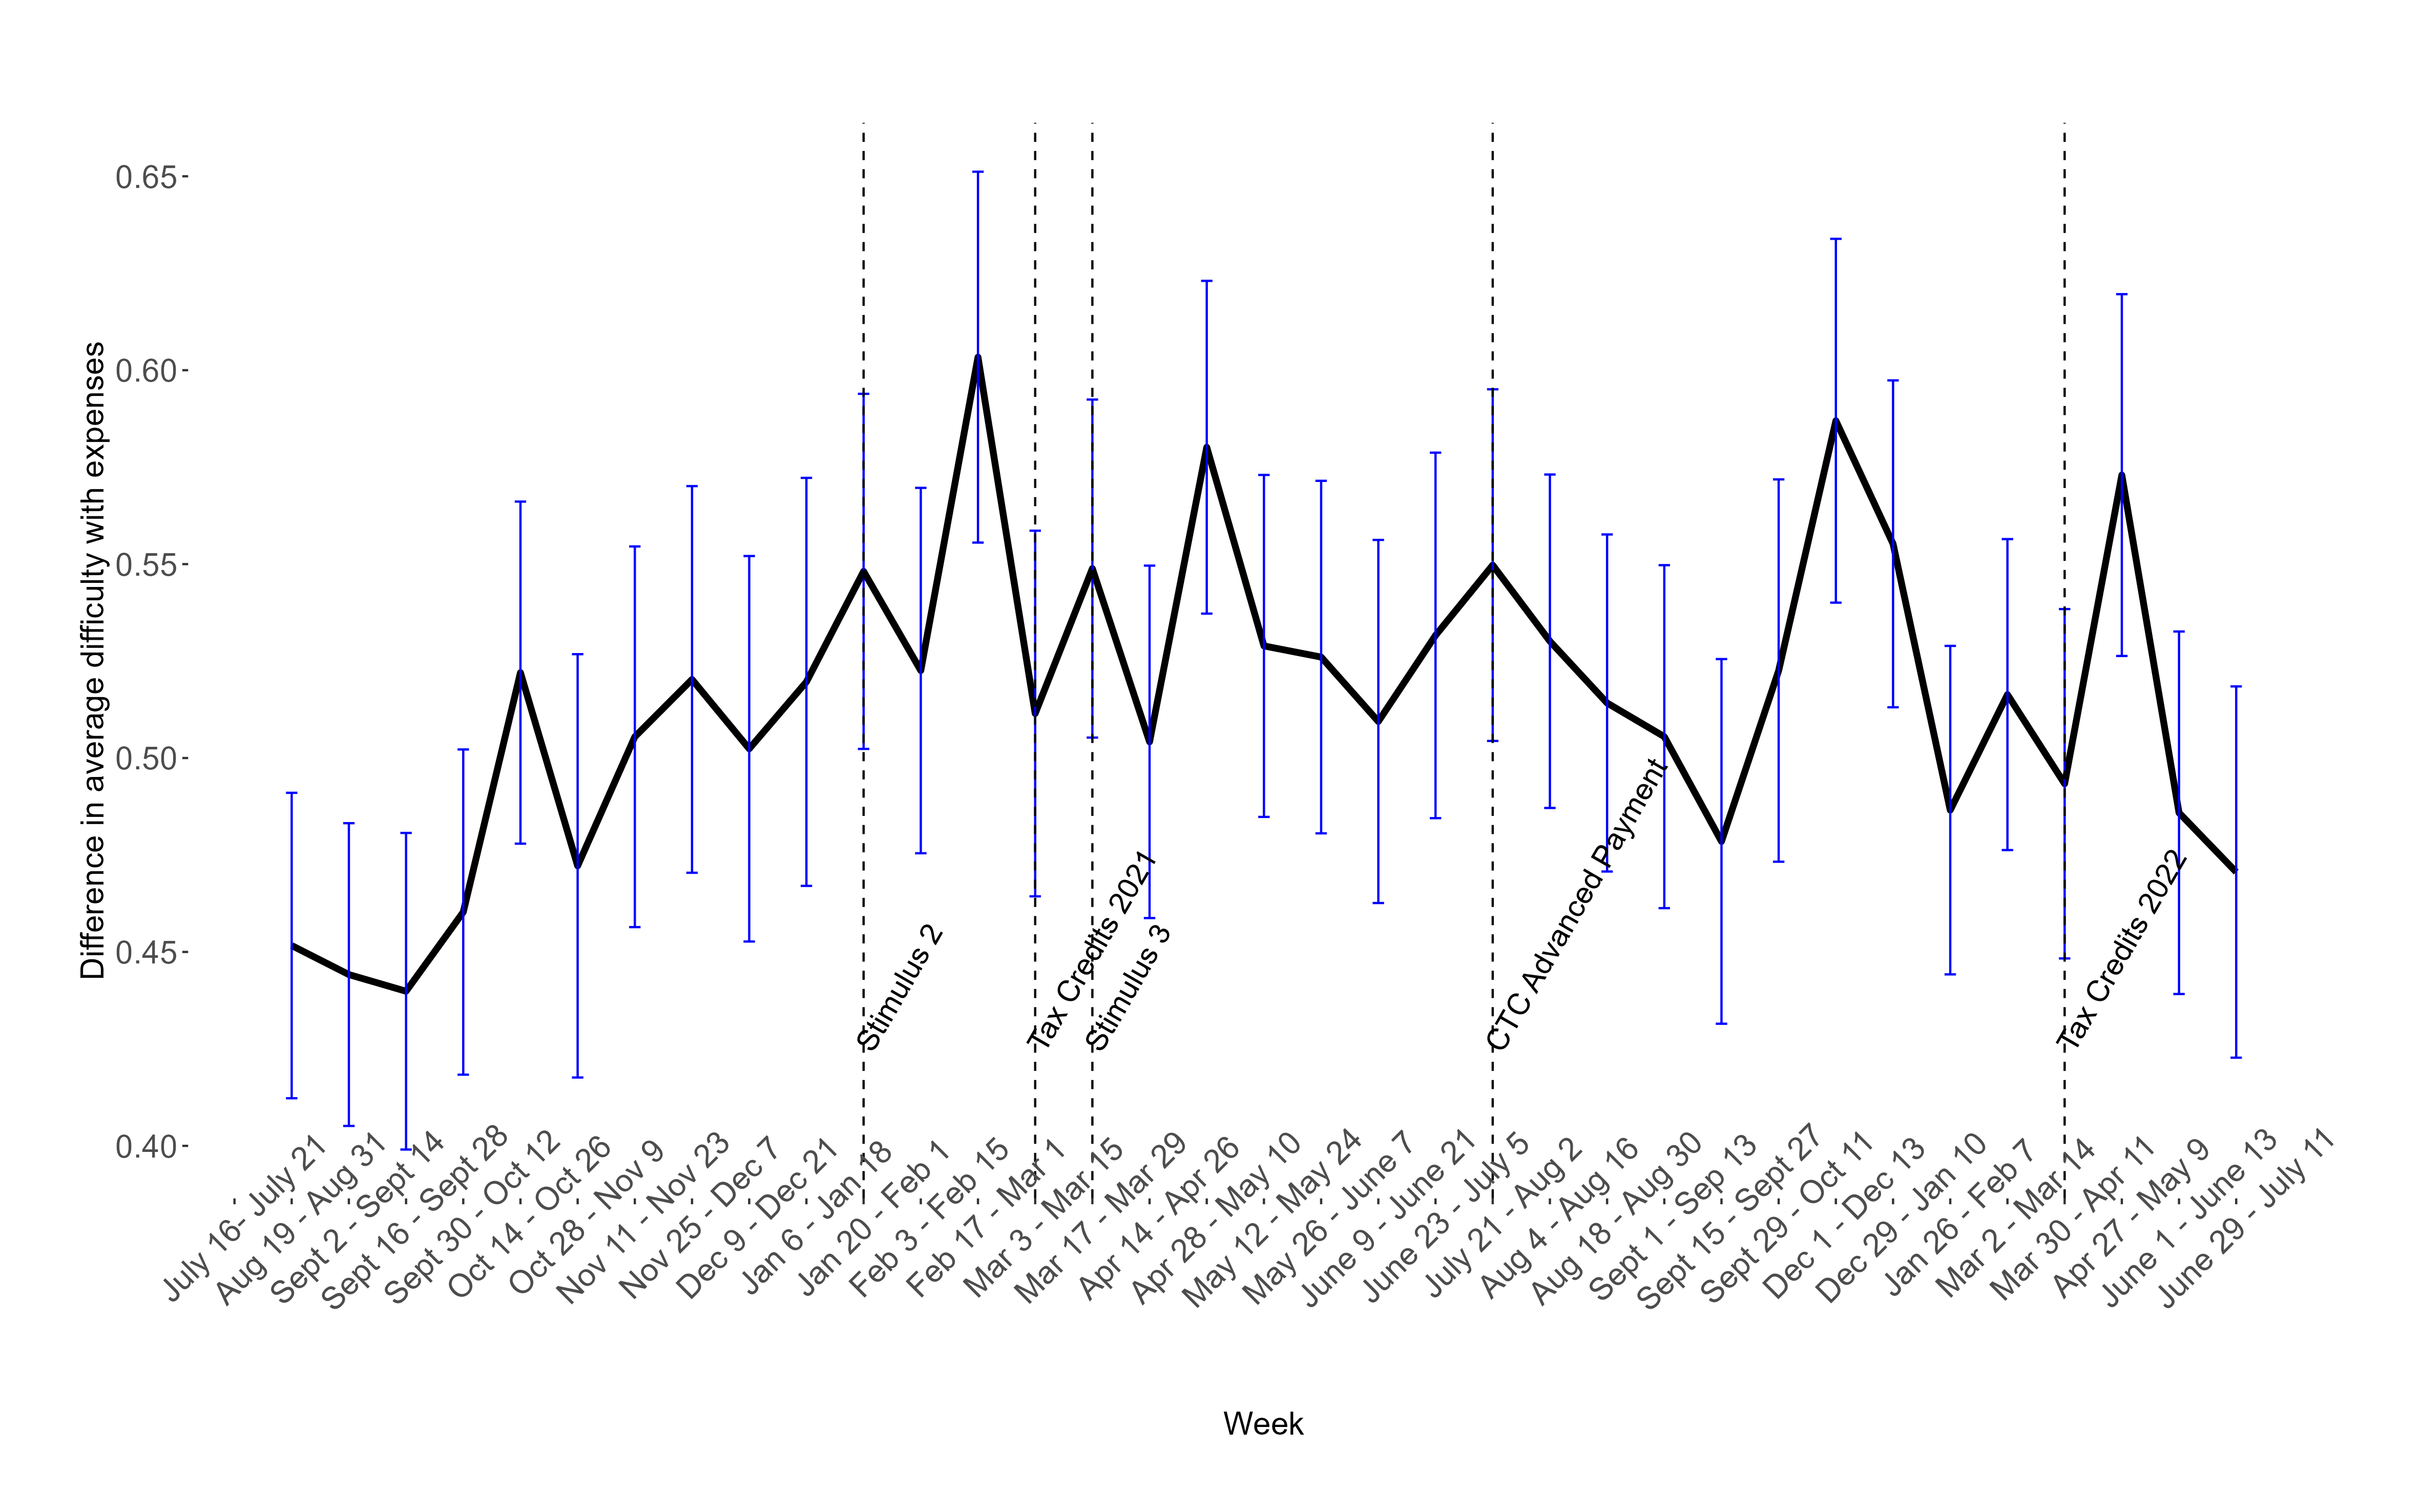 Difference in average difficulty with expenses
0.65
0.60
0.55
0.50
0.45
0.40
Stimulus 2
Tax Credits 2021
Stimulus 3
CTC Advanced Payment
Tax Credits 2022
July 16- July 21
Aug 19 - Aug 31
Sept 2 - Sept 14
Sept 16 - Sept 28
Sept 30 - Oct 12
Oct 14 - Oct 26
Oct 28 - Nov 9
Nov 11 - Nov 23
Nov 25 - Dec 7
Dec 9 - Dec 21
Jan 6 - Jan 18
Jan 20 - Feb 1
Feb 3 - Feb 15
Feb 17 - Mar 1
Mar 3 - Mar 15
Mar 17 - Mar 29
Apr 14 - Apr 26
Apr 28 - May 10
May 12 - May 24
May 26 - June 7
June 9 - June 21
June 23 - July 5
July 21 - Aug 2
Aug 4 - Aug 16
Aug 18 - Aug 30
Sept 1 - Sep 13
Sept 15 - Sept 27
Sept 29 - Oct 11
Dec 1 - Dec 13
Dec 29 - Jan 10
Jan 26 - Feb 7
Mar 2 - Mar 14
Mar 30 - Apr 11
Apr 27 - May 9
June 1 - June 13
June 29 - July 11
Week